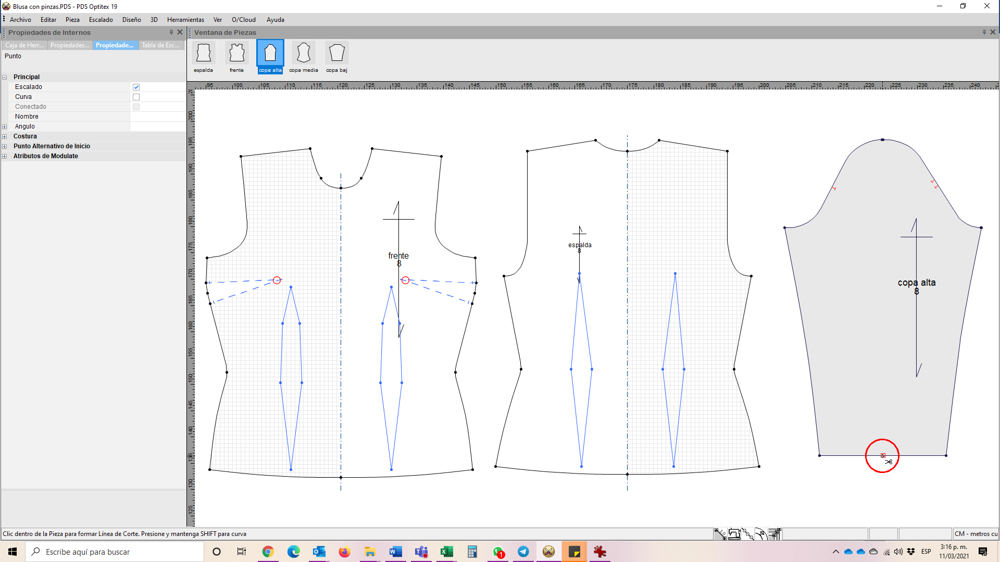 Blusa con pinzas.PDS - PDS Optitex 19
Archivo Editar Pieza Escalado Diseño 3D Herramientas Ver O/Cloud Ayuda
Propiedades de Internos
Ventana de Piezas
Caja de Herr... Propiedades... Propiedade... Tabla de Esc...
Punto
espalda frente copa alta copa media copa baj
Principal
Escalado
Curva
Conectado
Nombre
Angulo
Costura
Punto Alternativo de Inicio
Atributos de Modulate
95 100 105 110 115 120 125 130 135 140 145 150 155 160 165 170 175 180 185 190 195 200 205 210 215 220 225 230 235 240
200
195
190
185
180
175
170
165
160
155
150
145
140
135
130
125
frente
8
espalda
8
copa alta
8
Clic dentro de la Pieza para formar Línea de Corte. Presione y mantenga SHIFT para curva
CM - metros cu
Escribe aquí para buscar
1
ESP
3:16 p. m.
11/03/2021